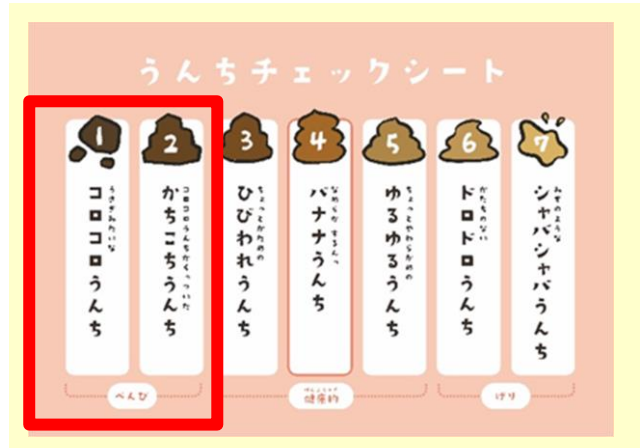 うんちチェックシート
1
うさぎみたいな
コロコロうんち
2
コロコロうんちがくっついた
かちこちうんち
3
ちょっとかための
ひびわれうんち
4
なめらか するんっ
バナナうんち
5
ちょっとやわらかめの
ゆるゆるうんち
6
かたちのない
ドロドロうんち
7
みずのような
シャバシャバうんち
べんぴ
健康的
げり